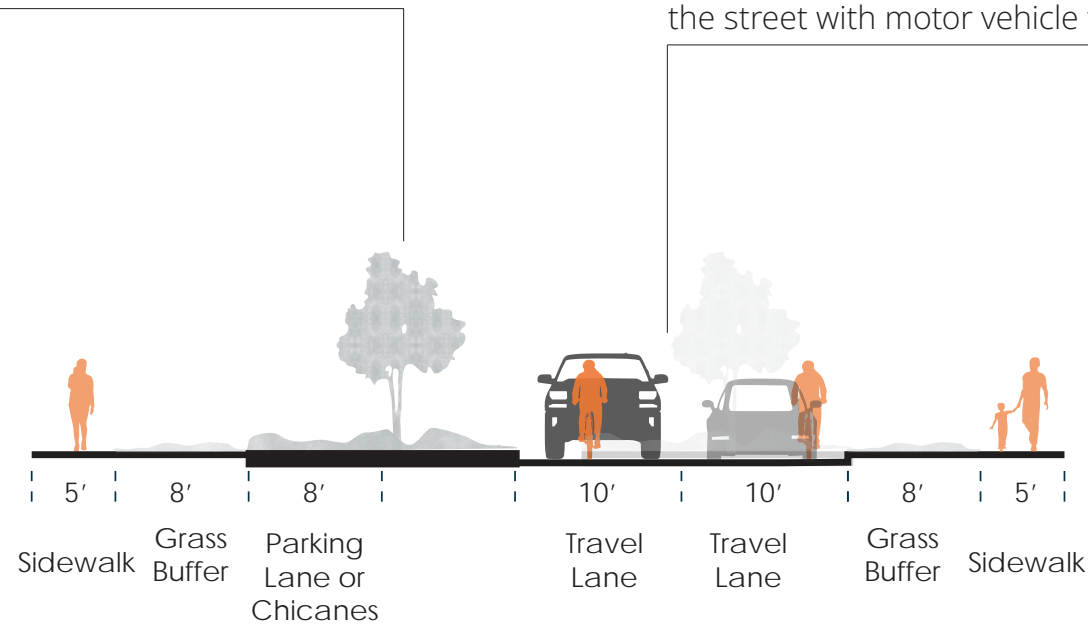 the street with motor vehicle
5′ 8′ 8′ 10′ 10′ 8′ 5′
Sidewalk
Grass
Buffer
Parking
Lane or
Chicanes
Travel
Lane
Travel
Lane
Grass
Buffer
Sidewalk